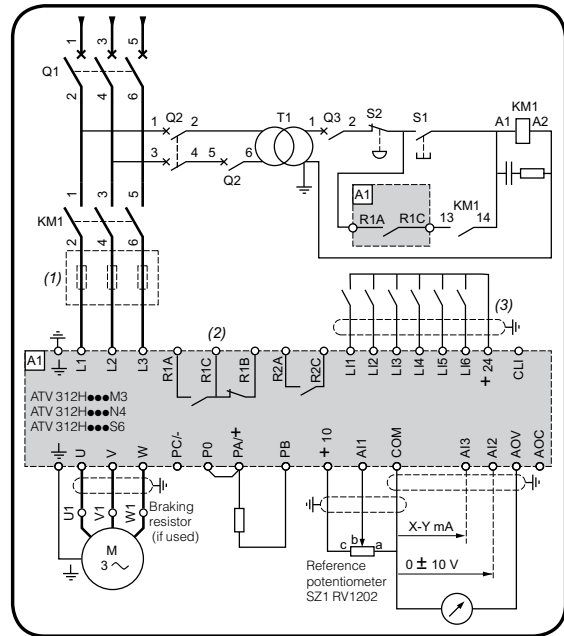 1 3 5
Q1
2 4 6
1 Q2 2 T1 1 Q3 2 S2 S1 A1 KM1 A2
3 4 5 6
Q2
A1
R1A R1C 13 KM1 14
1 3 5
KM1
2 4 6
(1)
(2) (3)
A1 L1 L2 L3 R1A R1C R1B R2A R2C LI1 LI2 LI3 LI4 LI5 LI6 + 24 CLI
ATV 312H●●●M3
ATV 312H●●●N4
ATV 312H●●●S6
U V W PC/- P0 PA/+ PB + 10 AI1 COM AI3 AI2 AOV AOC
U1 V1 W1
Braking
resistor
(if used)
M
3 ~
c b a
X-Y mA
0 ± 10 V
Reference
potentiometer
SZ1 RV1202